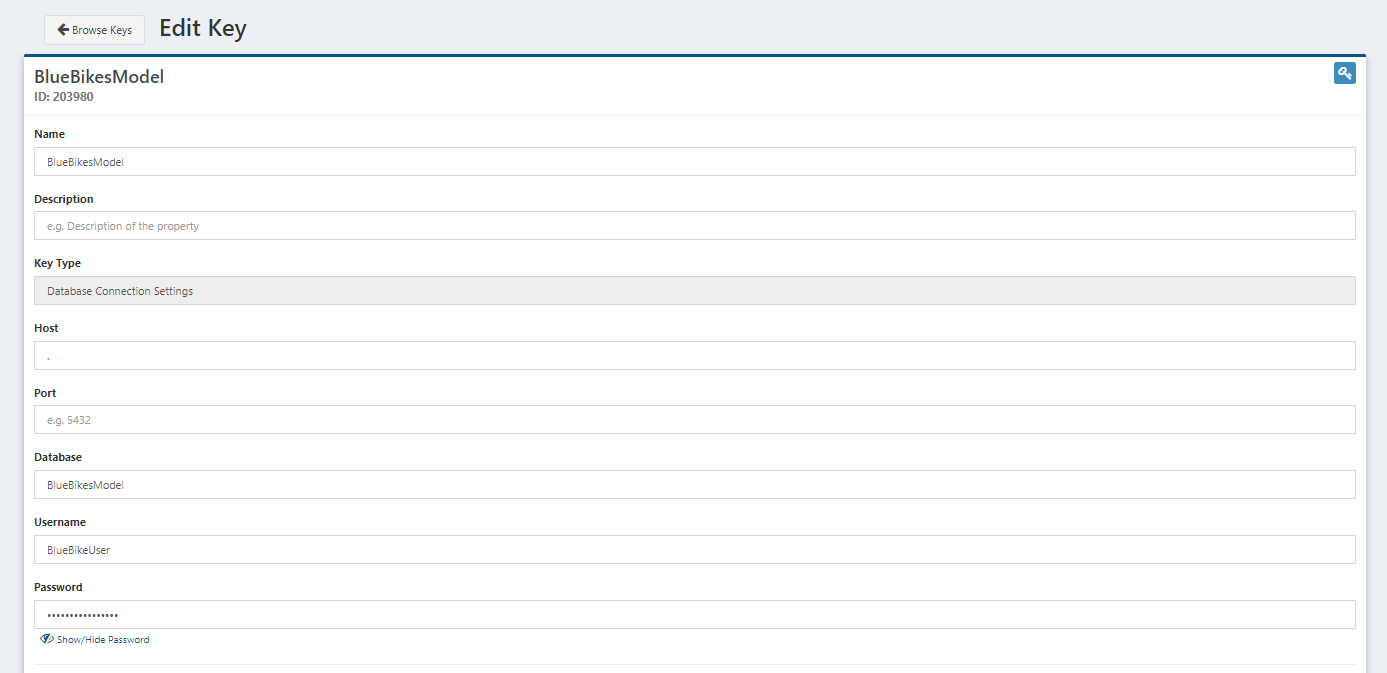 Browse Keys
Edit Key
BlueBikesModel
ID: 203980
Name
BlueBikesModel
Description
e.g. Description of the property
Key Type
Database Connection Settings
Host
.
Port
e.g. 5432
Database
BlueBikesModel
Username
BlueBikeUser
Password
••••••••••••••••
Show/Hide Password